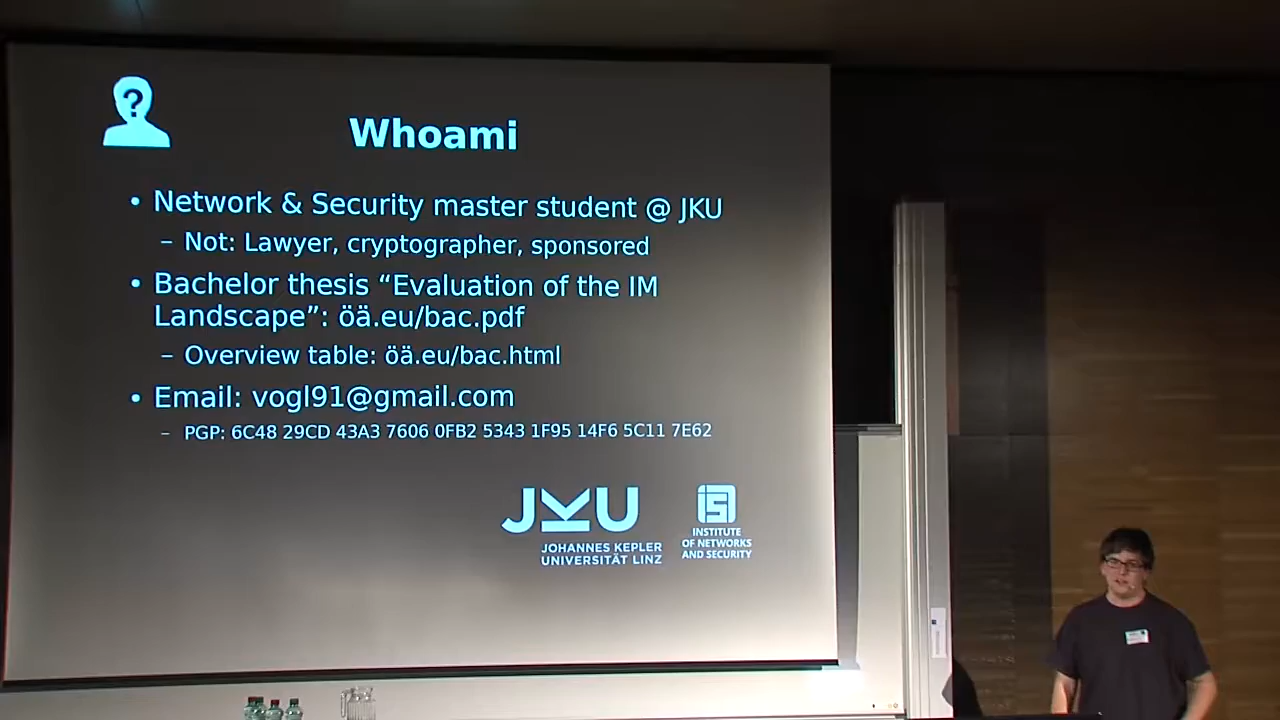 ?
Whoami
• Network & Security master student @ JKU
– Not: Lawyer, cryptographer, sponsored
• Bachelor thesis “Evaluation of the IM
Landscape”: öä.eu/bac.pdf
– Overview table: öä.eu/bac.html
• Email: vogl91@gmail.com
– PGP: 6C48 29CD 43A3 7606 0FB2 5343 1F95 14F6 5C11 7E62
JKU
JOHANNES KEPLER
UNIVERSITÄT LINZ
INSTITUTE
OF NETWORKS
AND SECURITY